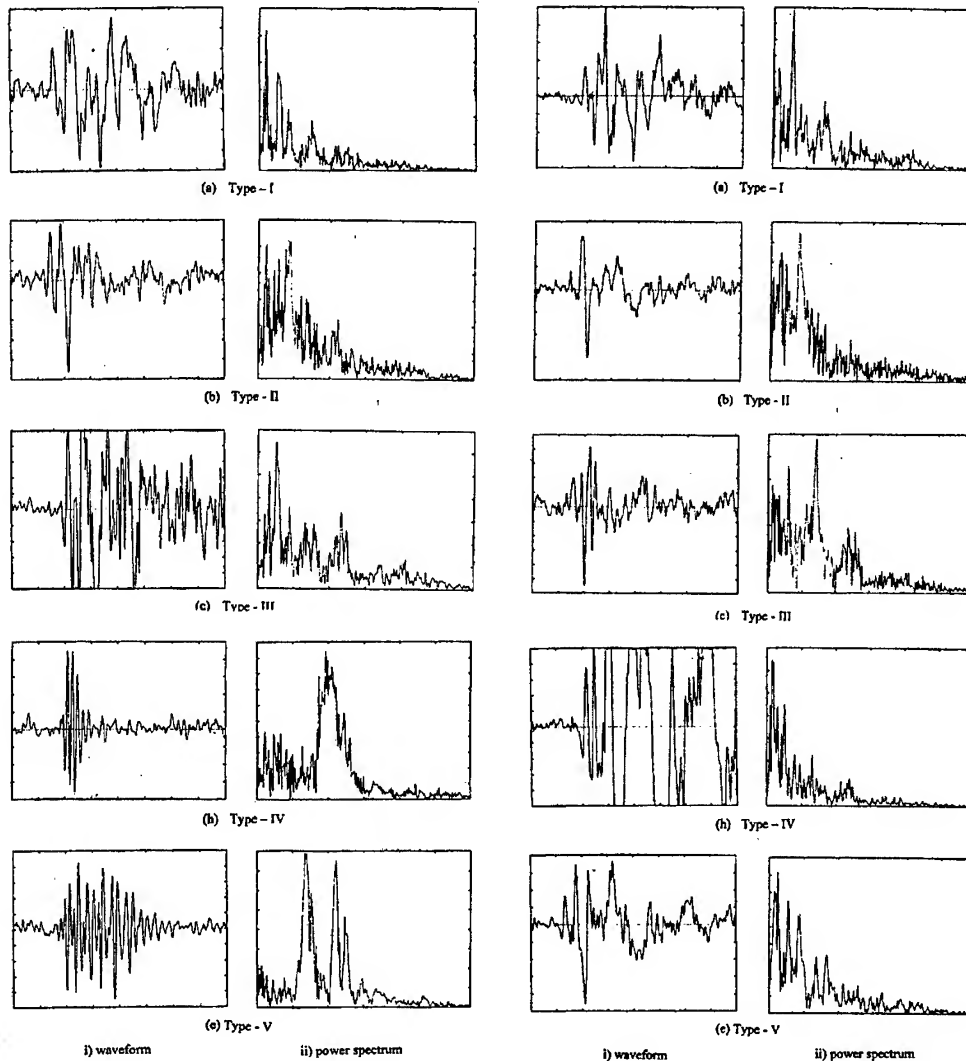 (a) Type – I
(a) Type – I
(b) Type – II
(b) Type – II
(c) Type – III
(c) Type – III
(h) Type – IV
(h) Type – IV
(e) Type – V
(e) Type – V
i) waveform ii) power spectrum
i) waveform ii) power spectrum